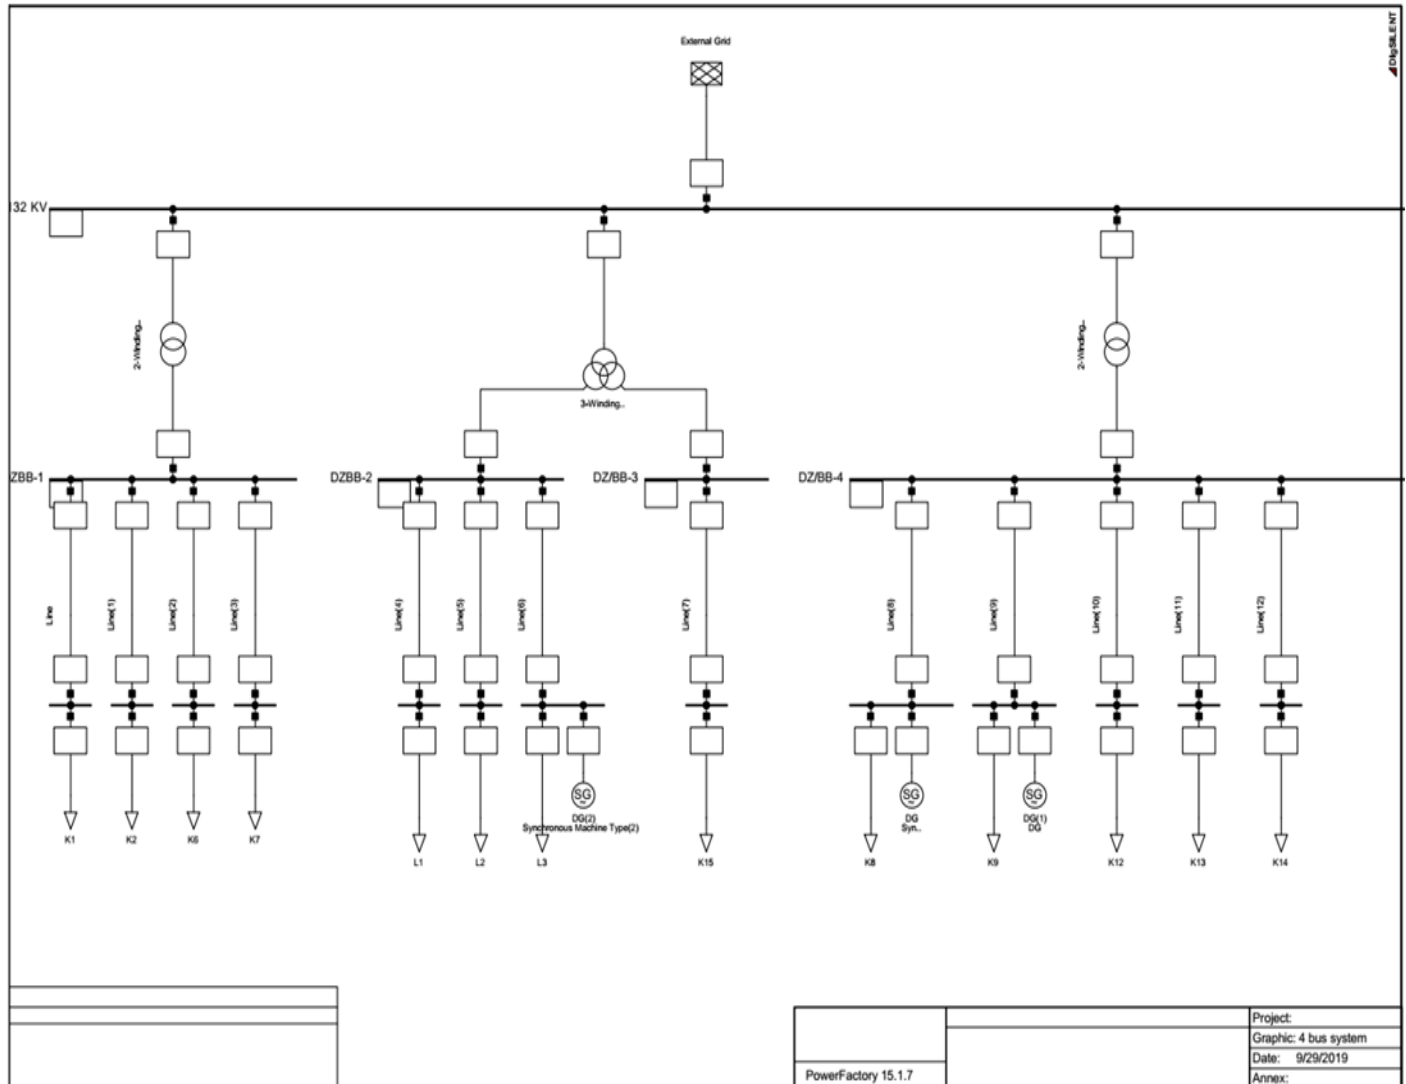 DIgSILENT
External Grid
132 KV
2-Winding..
3-Winding..
2-Winding..
ZBB-1
DZBB-2
DZ/BB-3
DZ/BB-4
Line
Line(1)
Line(2)
Line(3)
Line(4)
Line(5)
Line(6)
Line(7)
Line(8)
Line(9)
Line(10)
Line(11)
Line(12)
SG
SG
SG
DG(2)
Synchronous Machine Type(2)
DG
Syn..
DG(1)
DG
K1
K2
K6
K7
L1
L2
L3
K15
K8
K9
K12
K13
K14
PowerFactory 15.1.7
Project:
Graphic: 4 bus system
Date: 9/29/2019
Annex: